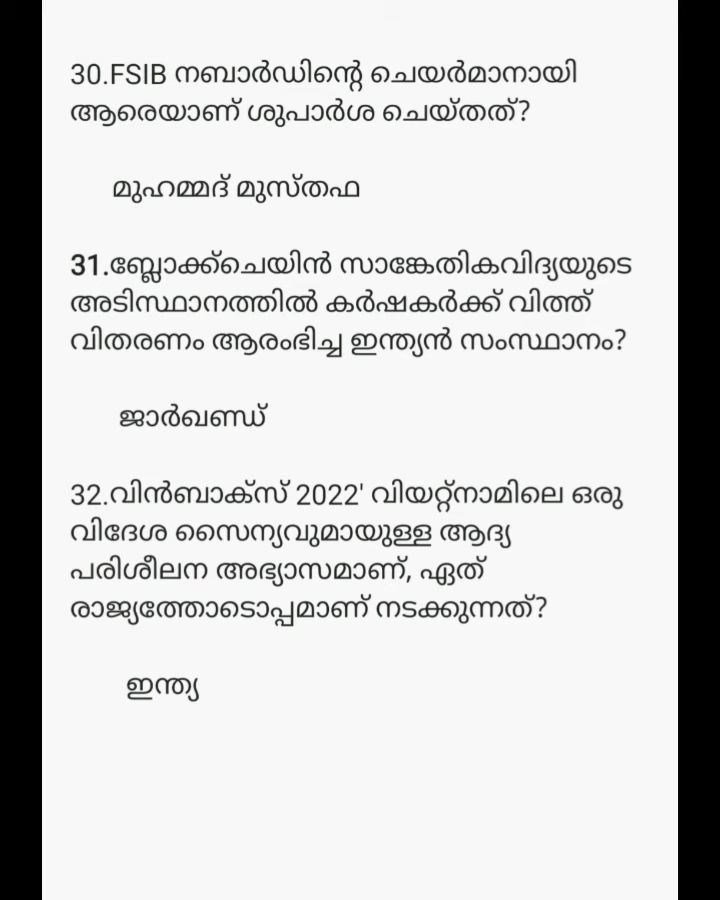 30.FSIB നബാർഡിന്റെ ചെയർമാനായി
ആരെയാണ് ശുപാർശ ചെയ്തത്?
മുഹമ്മദ് മുസ്തഫ
31.ബ്ലോക്ക്ചെയിൻ സാങ്കേതികവിദ്യയുടെ
അടിസ്ഥാനത്തിൽ കർഷകർക്ക് വിത്ത്
വിതരണം ആരംഭിച്ച ഇന്ത്യൻ സംസ്ഥാനം?
ജാർഖണ്ഡ്
32.വിൻബാക്സ് 2022' വിയറ്റ്നാമിലെ ഒരു
വിദേശ സൈന്യവുമായുള്ള ആദ്യ
പരിശീലന അഭ്യാസമാണ്, ഏത്
രാജ്യത്തോടൊപ്പമാണ് നടക്കുന്നത്?
ഇന്ത്യ